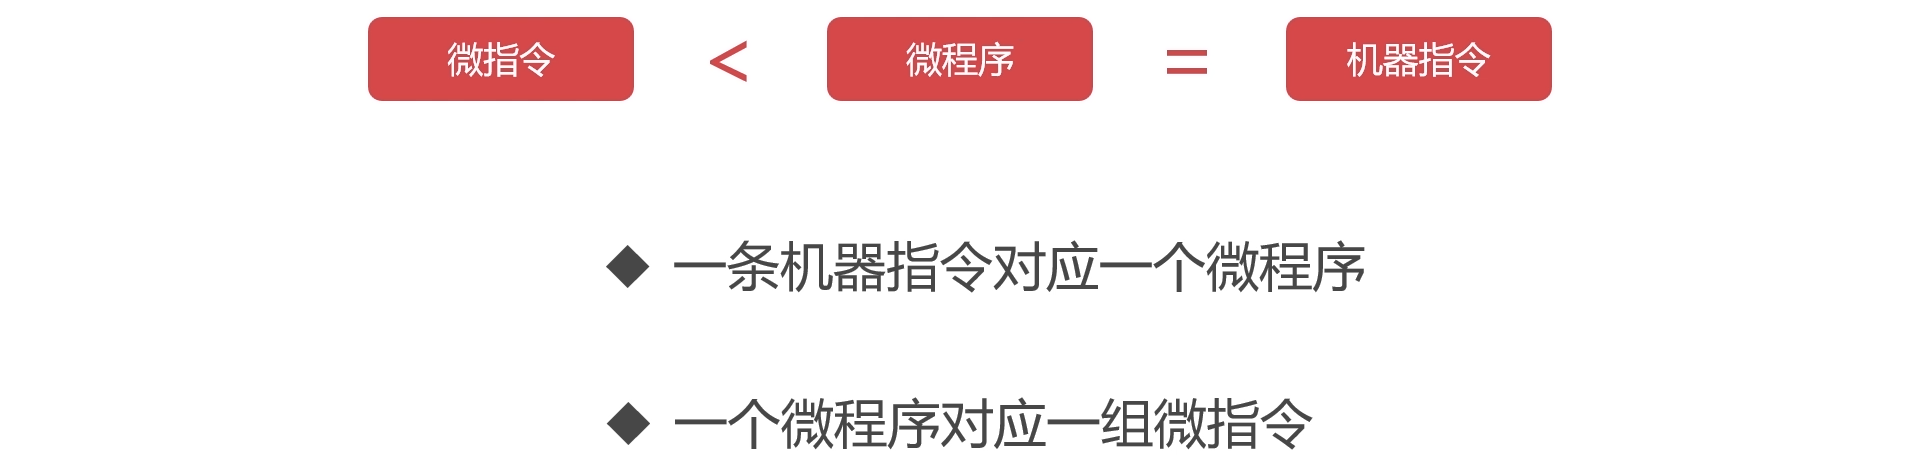 微指令 < 微程序 = 机器指令
◆ 一条机器指令对应一个微程序
◆ 一个微程序对应一组微指令